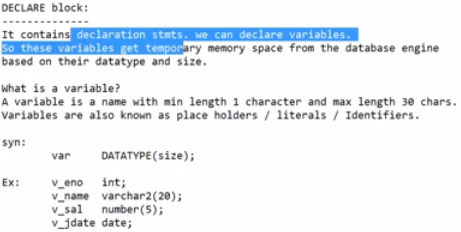 DECLARE block:
--------------
It contains declaration stmts. we can declare variables.
So these variables get temporary memory space from the database engine
based on their datatype and size.
What is a variable?
A variable is a name with min length 1 character and max length 30 chars.
Variables are also known as place holders / literals / Identifiers.
syn:
var DATATYPE(size);
Ex: v_eno int;
v_name varchar2(20);
v_sal number(5);
v_jdate date;